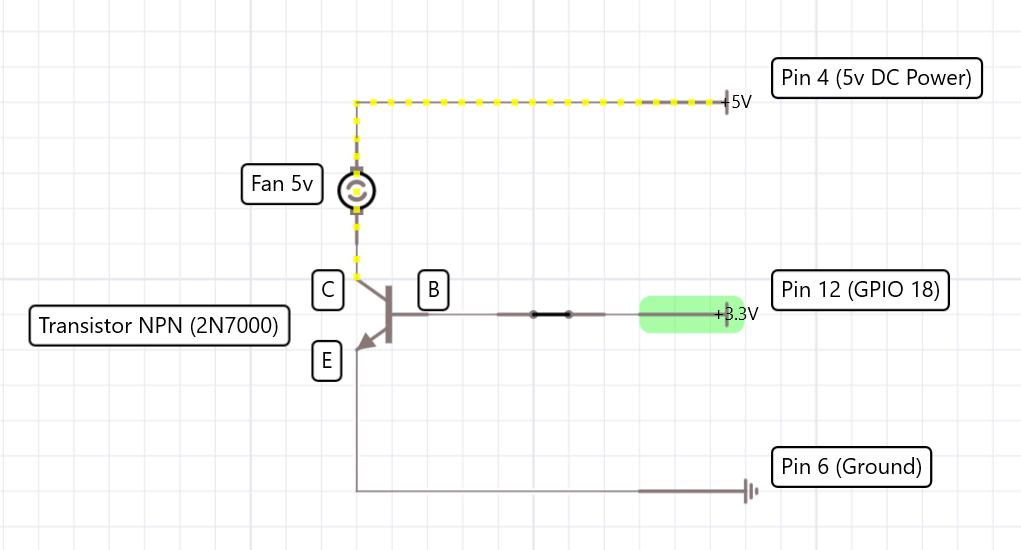 Pin 4 (5v DC Power)
+5V
Fan 5v
C
B
Pin 12 (GPIO 18)
+3.3V
Transistor NPN (2N7000)
E
Pin 6 (Ground)